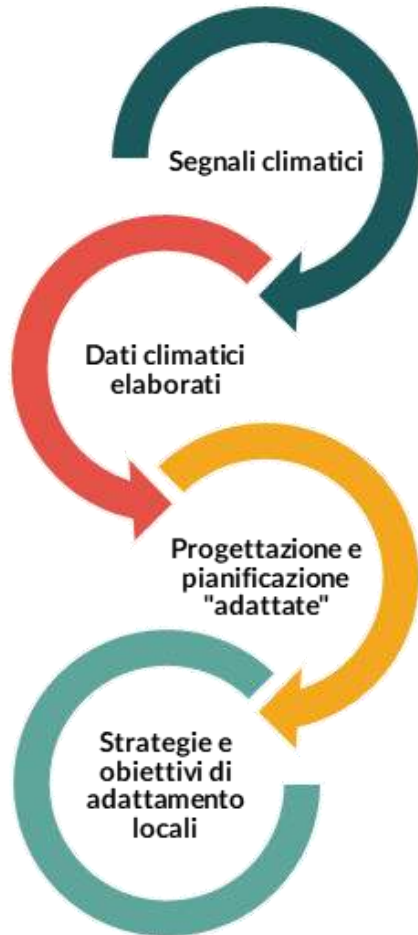 Segnali climatici
Dati climatici
elaborati
Progettazione e
pianificazione
"adattate"
Strategie e
obiettivi di
adattamento
locali